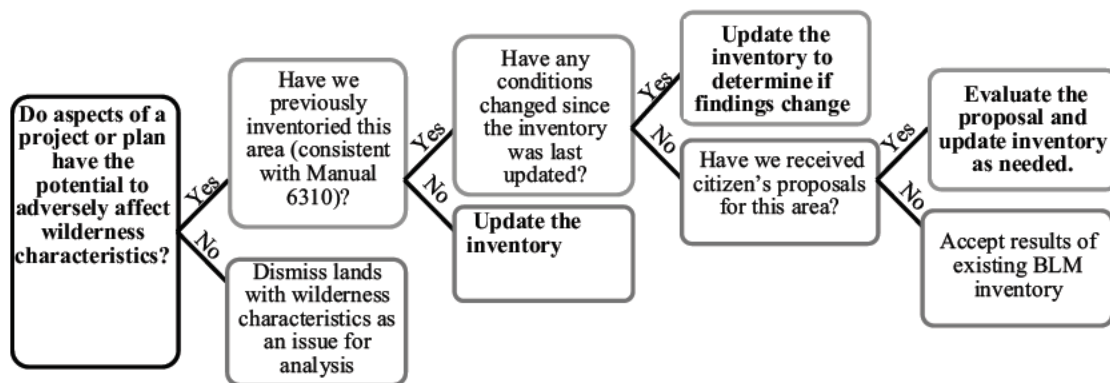 Do aspects of a
project or plan
have the
potential to
adversely affect
wilderness
characteristics?
Yes
No
Have we
previously
inventoried this
area (consistent
with Manual
6310)?
Dismiss lands
with wilderness
characteristics as
an issue for
analysis
Yes
No
Have any
conditions
changed since
the inventory
was last
updated?
Update the
inventory
Yes
No
Update the
inventory to
determine if
findings change
Have we received
citizen’s proposals
for this area?
Yes
No
Evaluate the
proposal and
update inventory
as needed.
Accept results of
existing BLM
inventory